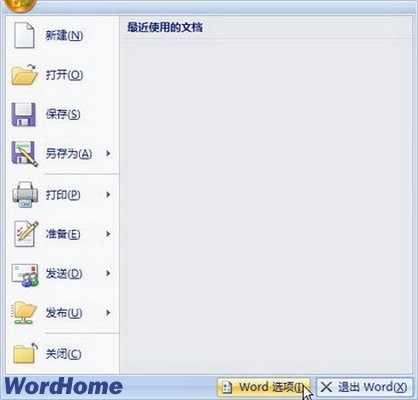 最近使用的文档
新建(N)
打开(O)
保存(S)
另存为(A)
打印(P)
准备(E)
发送(D)
发布(U)
关闭(C)
WordHome
Word 选项(I)
退出 Word(X)